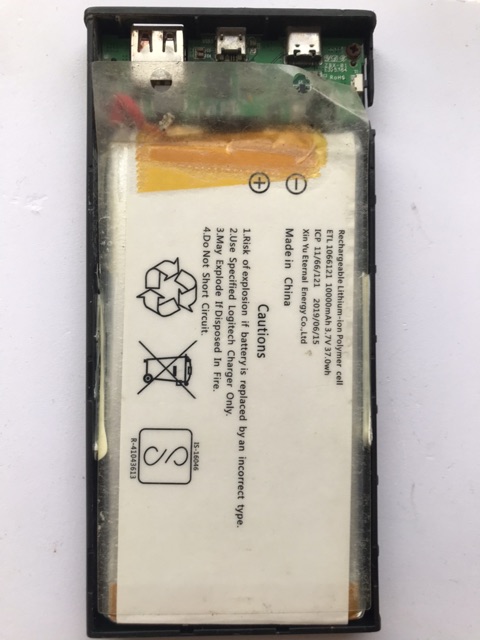 Rechargeable Lithium-ion Polymer cell
ETL 1066121 10000mAh 3.7V 37.0wh
ICP 11/66/121 2019/06/15
Xin Yu Eternal Energy Co.,Ltd
Made in China
Cautions
1.Risk of explosion if battery is replaced by an incorrect type.
2.Use Specified Logitech Charger Only.
3.May Explode If Disposed In Fire.
4.Do Not Short Circuit.
IS-16046
R-41043613
RoHS